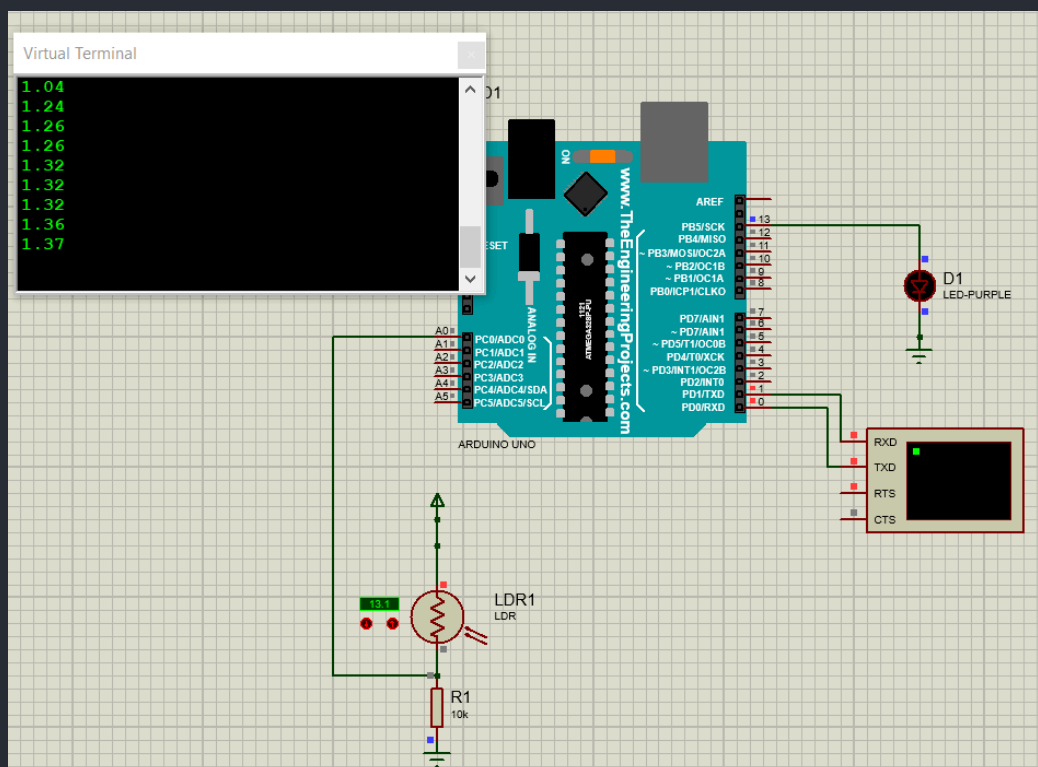 Virtual Terminal
1.04
1.24
1.26
1.26
1.32
1.32
1.32
1.36
1.37
ON
www.TheEngineeringProjects.com
ANALOG IN
1121
ATMEGA328P-PU
AREF
PB5/SCK
PB4/MISO
~ PB3/MOSI/OC2A
~ PB2/OC1B
~ PB1/OC1A
PB0/ICP1/CLKO
13
12
11
10
9
8
PD7/AIN1
~ PD7/AIN1
~ PD5/T1/OC0B
PD4/T0/XCK
~ PD3/INT1/OC2B
PD2/INT0
PD1/TXD
PD0/RXD
7
6
5
4
3
2
1
0
A0
A1
A2
A3
A4
A5
PC0/ADC0
PC1/ADC1
PC2/ADC2
PC3/ADC3
PC4/ADC4/SDA
PC5/ADC5/SCL
ARDUINO UNO
D1
LED-PURPLE
RXD
TXD
RTS
CTS
13.1
LDR1
LDR
R1
10k